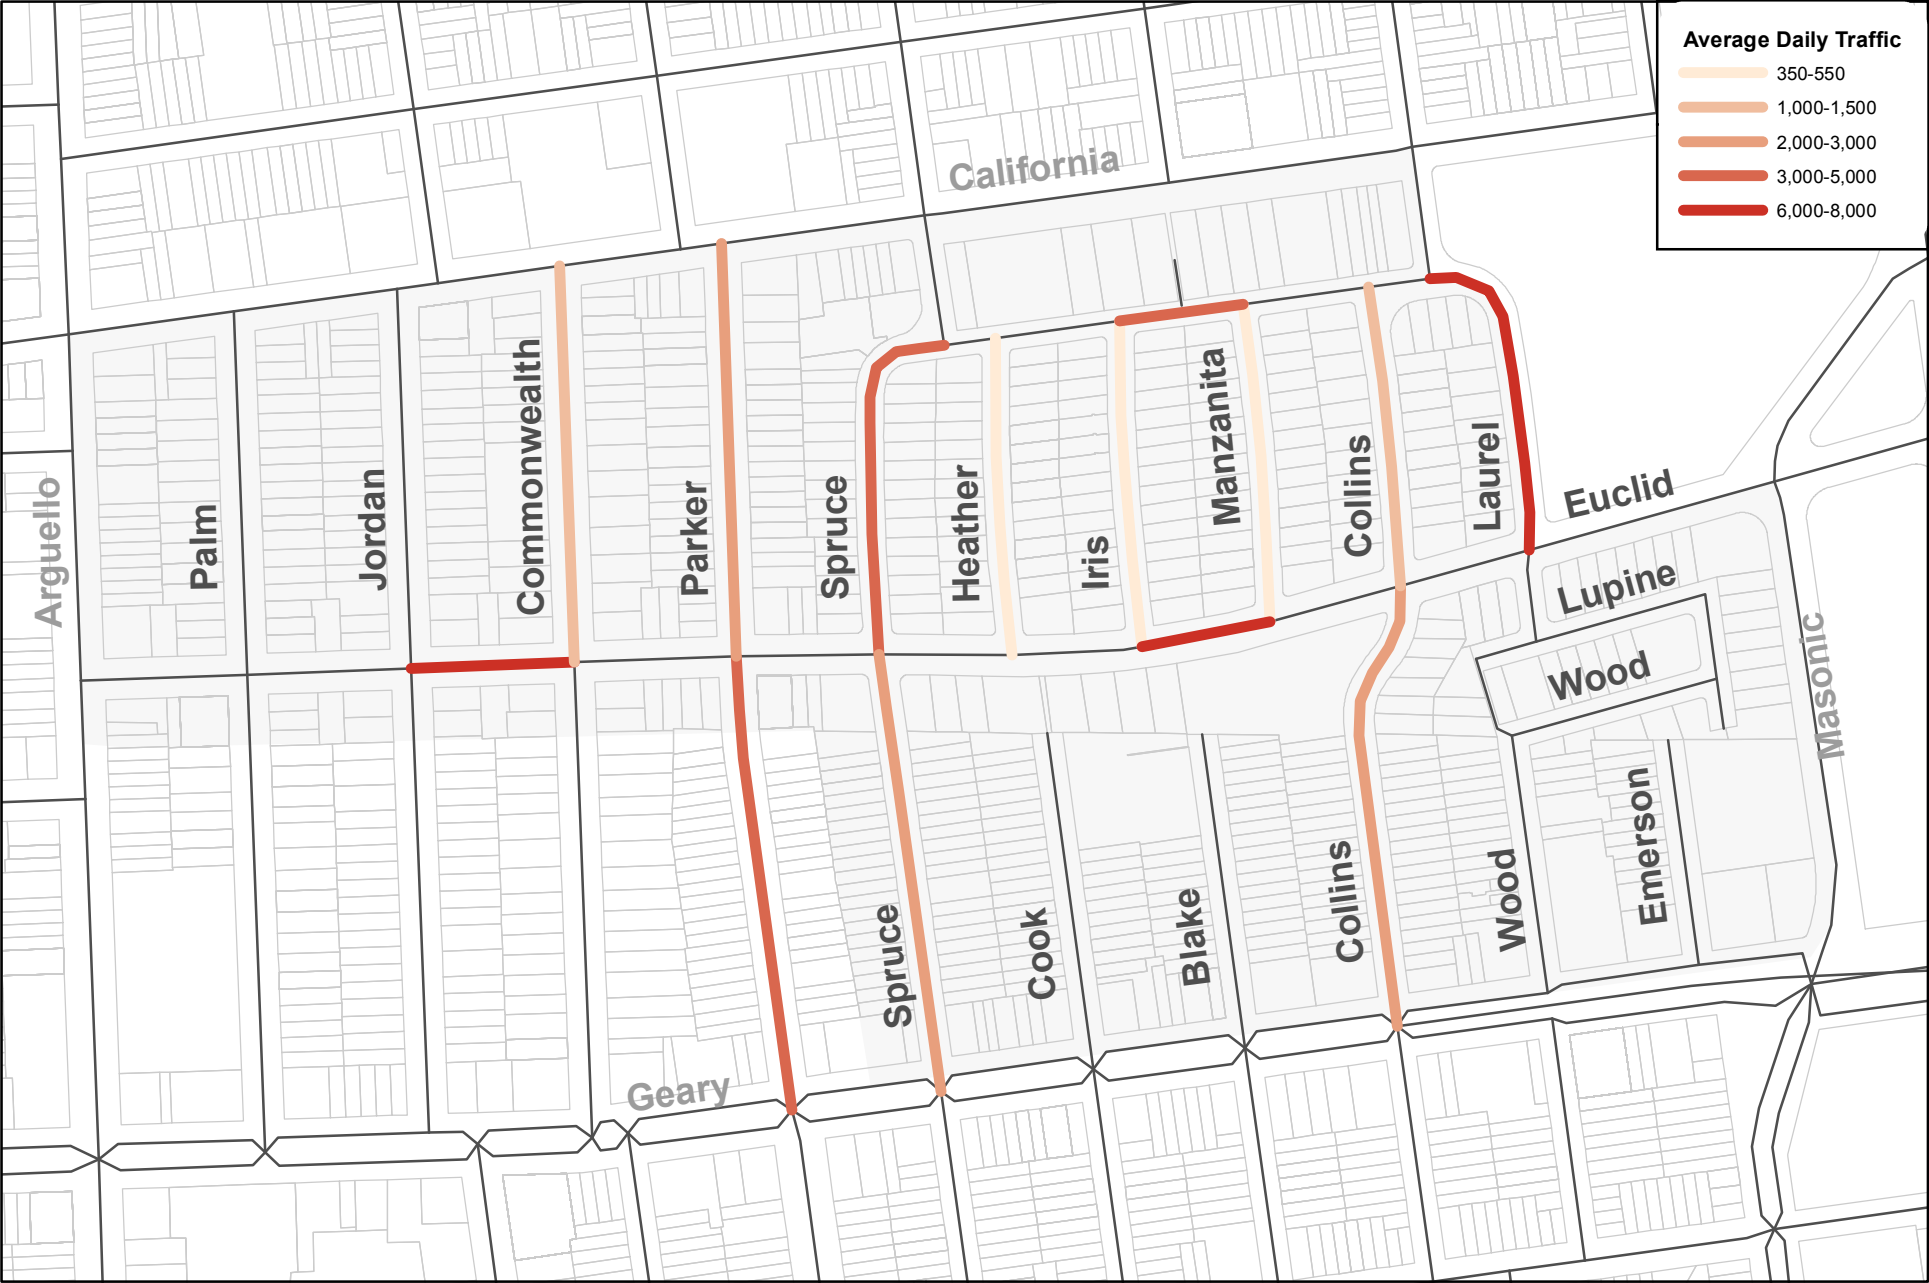 Average Daily Traffic
350-550
1,000-1,500
2,000-3,000
3,000-5,000
6,000-8,000
California
Arguello
Palm
Jordan
Commonwealth
Parker
Spruce
Heather
Iris
Manzanita
Collins
Laurel
Euclid
Lupine
Wood
Masonic
Spruce
Cook
Blake
Collins
Wood
Emerson
Geary